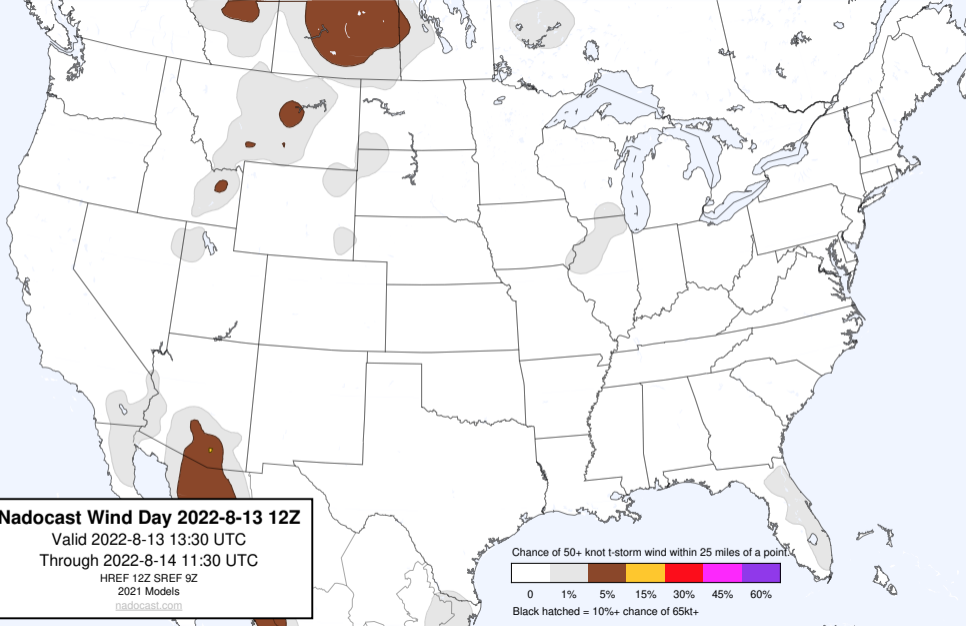 Nadocast Wind Day 2022-8-13 12Z
Valid 2022-8-13 13:30 UTC
Through 2022-8-14 11:30 UTC
HREF 12Z SREF 9Z
2021 Models
nadocast.com
Chance of 50+ knot t-storm wind within 25 miles of a point.
0 1% 5% 15% 30% 45% 60%
Black hatched = 10%+ chance of 65kt+